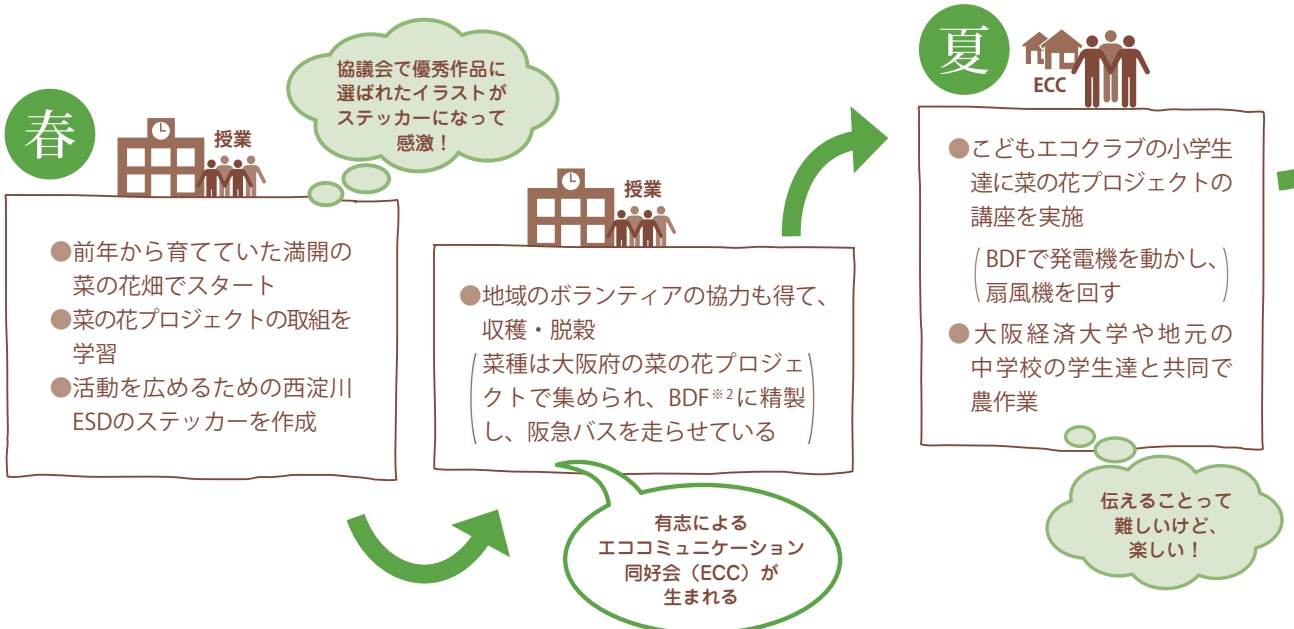 春
授業
協議会で優秀作品に
選ばれたイラストが
ステッカーになって
感激！
●前年から育てていた満開の
菜の花畑でスタート
●菜の花プロジェクトの取組を
学習
●活動を広めるための西淀川
ESDのステッカーを作成
授業
●地域のボランティアの協力も得て、
収穫・脱穀
(菜種は大阪府の菜の花プロジェ
クトで集められ、BDF※2に精製
し、阪急バスを走らせている)
有志による
エココミュニケーション
同好会（ECC）が
生まれる
夏
ECC
●こどもエコクラブの小学生
達に菜の花プロジェクトの
講座を実施
(BDFで発電機を動かし、
扇風機を回す)
●大阪経済大学や地元の
中学校の学生達と共同で
農作業
伝えることって
難しいけど、
楽しい！